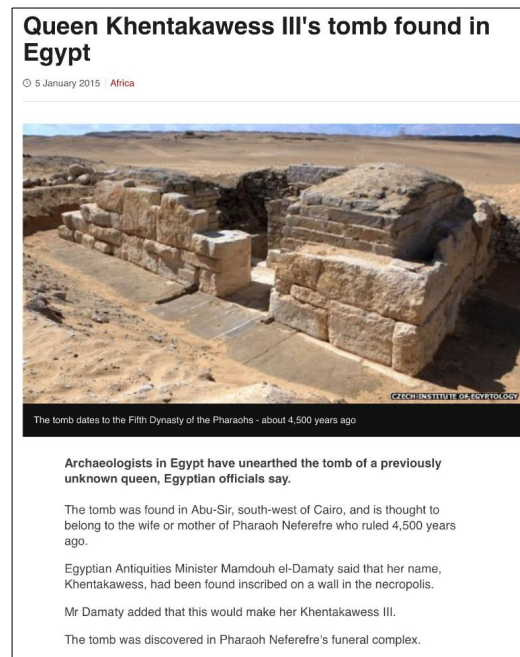 Queen Khentakawess III's tomb found in
Egypt
5 January 2015 Africa
CZECH INSTITUTE OF EGYPTOLOGY
The tomb dates to the Fifth Dynasty of the Pharaohs - about 4,500 years ago
Archaeologists in Egypt have unearthed the tomb of a previously
unknown queen, Egyptian officials say.
The tomb was found in Abu-Sir, south-west of Cairo, and is thought to
belong to the wife or mother of Pharaoh Neferefre who ruled 4,500 years
ago.
Egyptian Antiquities Minister Mamdouh el-Damaty said that her name,
Khentakawess, had been found inscribed on a wall in the necropolis.
Mr Damaty added that this would make her Khentakawess III.
The tomb was discovered in Pharaoh Neferefre's funeral complex.